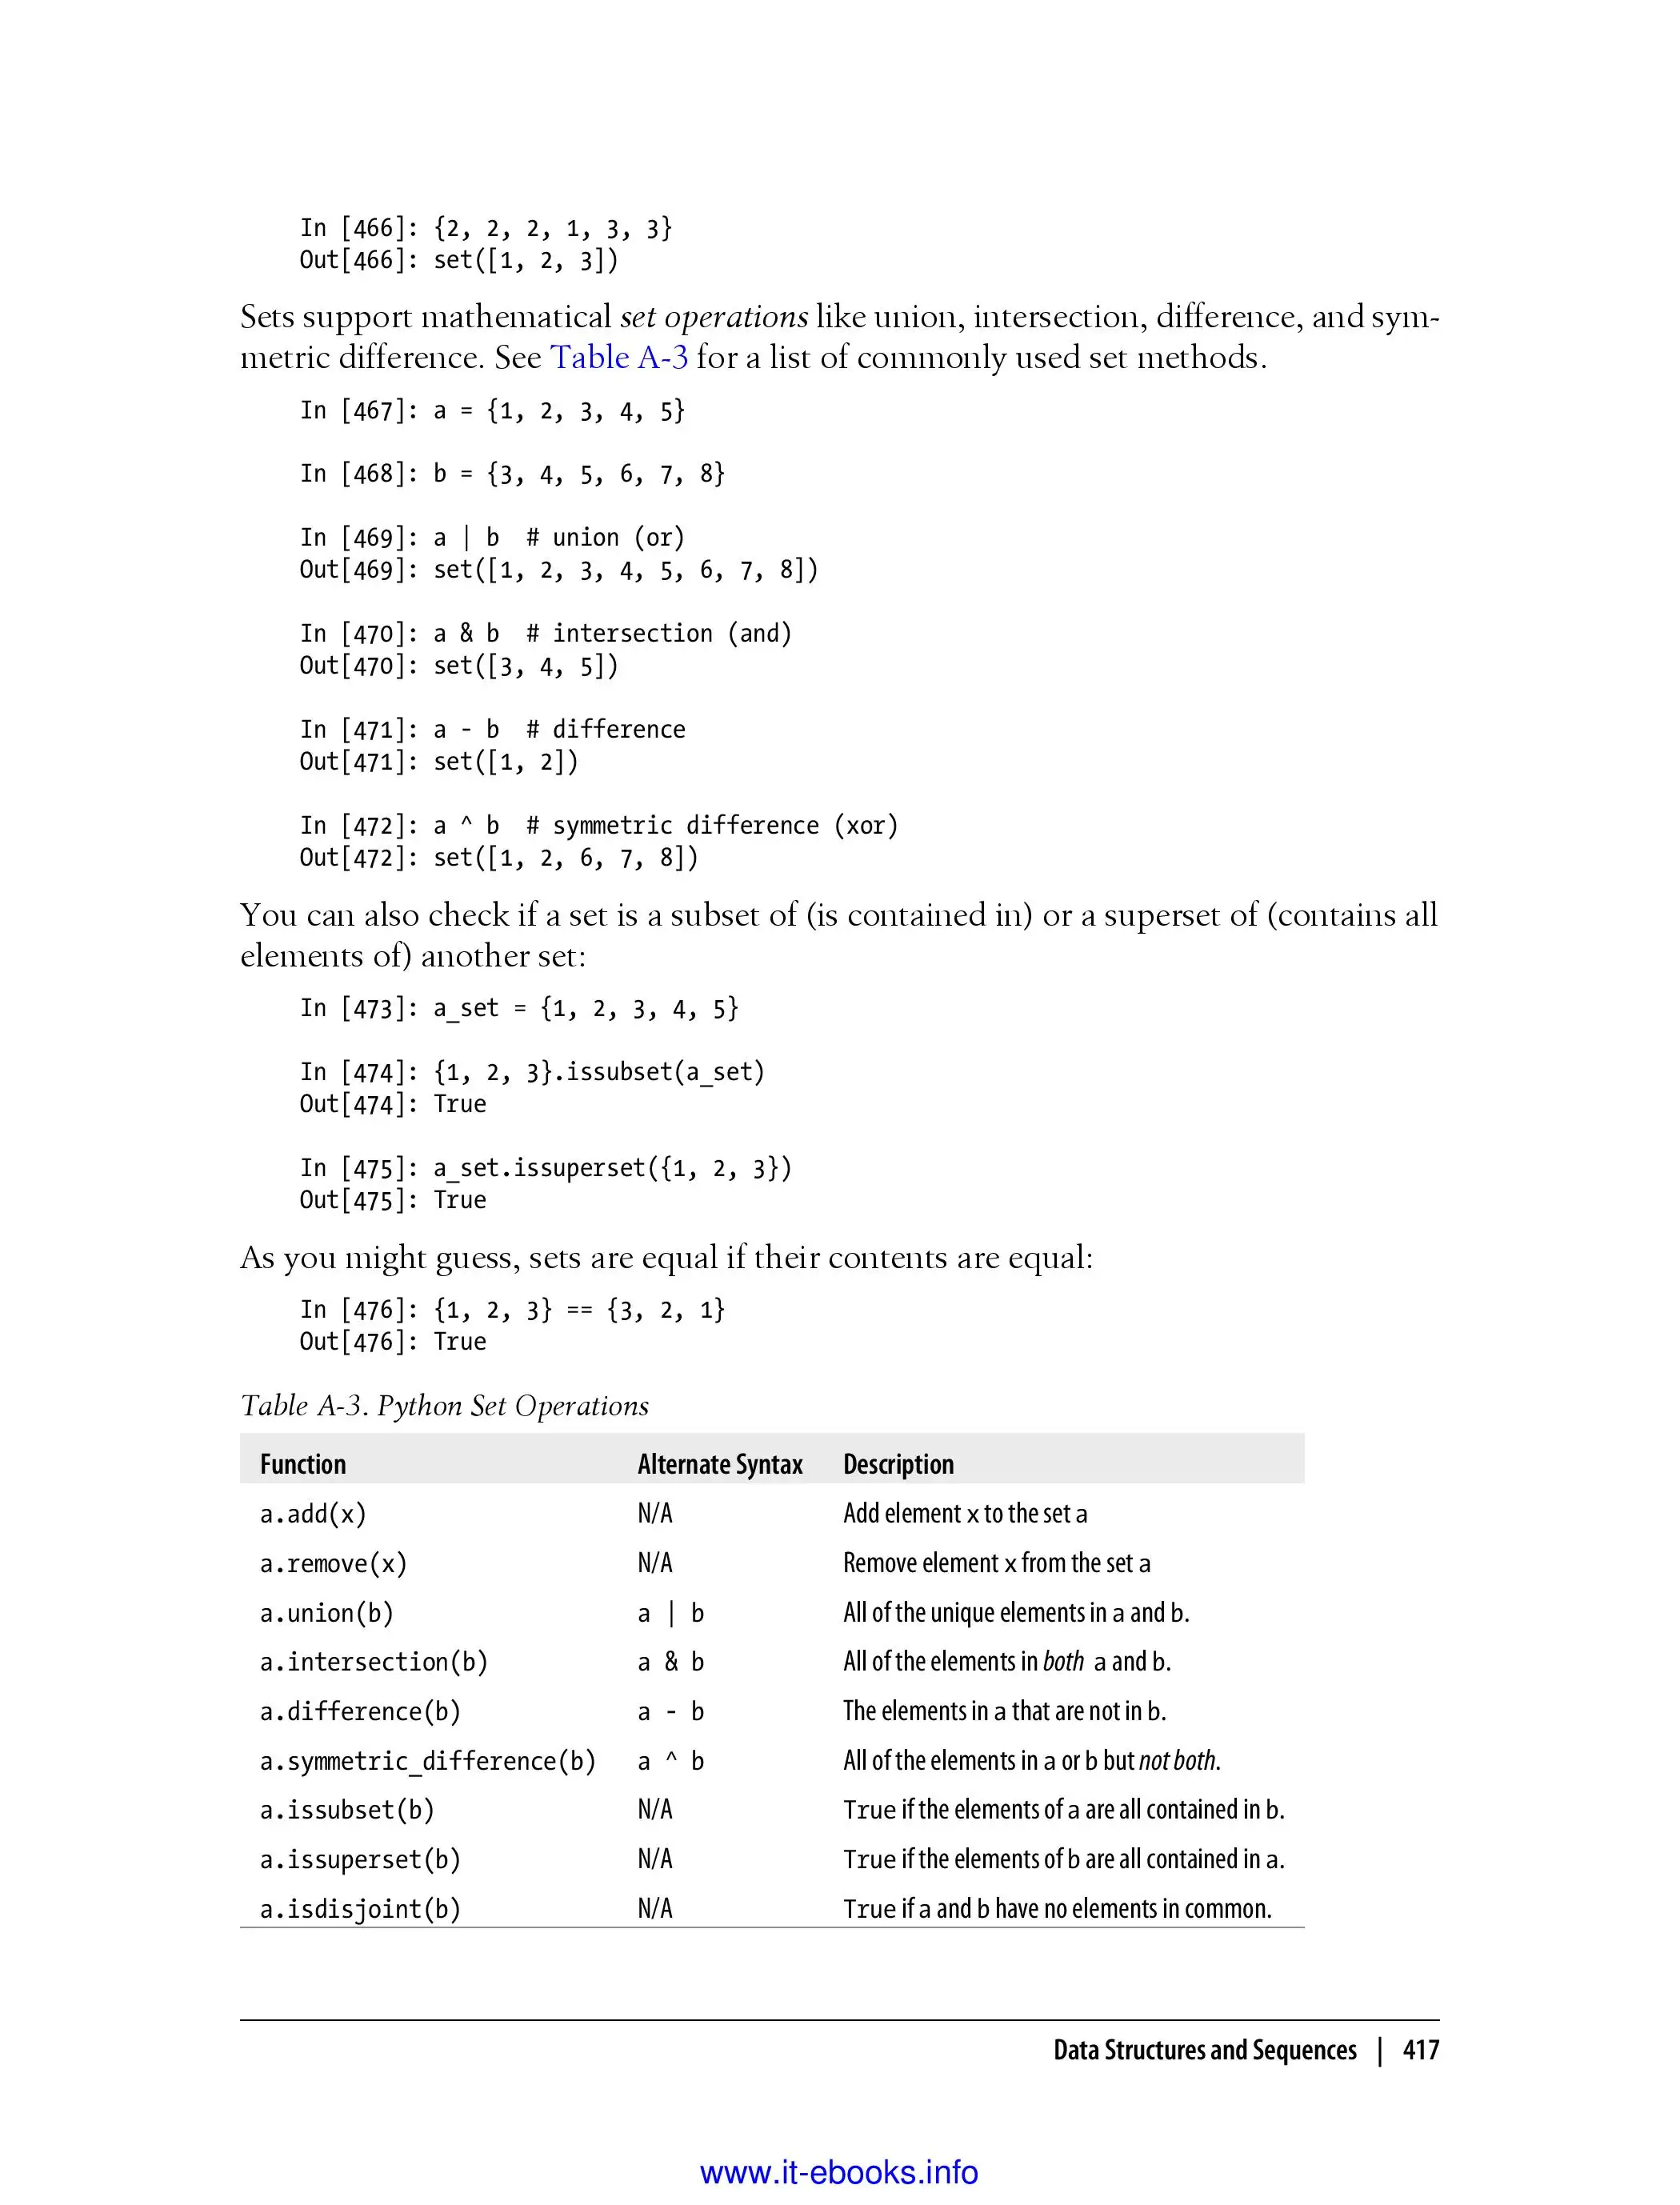 In [466]: {2, 2, 2, 1, 3, 3}
Out[466]: set([1, 2, 3])
Sets support mathematical set operations like union, intersection, difference, and sym-
metric difference. See Table A-3 for a list of commonly used set methods.
In [467]: a = {1, 2, 3, 4, 5}
In [468]: b = {3, 4, 5, 6, 7, 8}
In [469]: a | b  # union (or)
Out[469]: set([1, 2, 3, 4, 5, 6, 7, 8])
In [470]: a & b  # intersection (and)
Out[470]: set([3, 4, 5])
In [471]: a - b  # difference
Out[471]: set([1, 2])
In [472]: a ^ b  # symmetric difference (xor)
Out[472]: set([1, 2, 6, 7, 8])
You can also check if a set is a subset of (is contained in) or a superset of (contains all
elements of) another set:
In [473]: a_set = {1, 2, 3, 4, 5}
In [474]: {1, 2, 3}.issubset(a_set)
Out[474]: True
In [475]: a_set.issuperset({1, 2, 3})
Out[475]: True
As you might guess, sets are equal if their contents are equal:
In [476]: {1, 2, 3} == {3, 2, 1}
Out[476]: True
Table A-3. Python Set Operations
Function Alternate Syntax Description
a.add(x) N/A Add element x to the set a
a.remove(x) N/A Remove element x from the set a
a.union(b) a | b All of the unique elements in a and b.
a.intersection(b) a & b All of the elements in both a and b.
a.difference(b) a - b The elements in a that are not in b.
a.symmetric_difference(b) a ^ b All of the elements in a or b but not both.
a.issubset(b) N/A True if the elements of a are all contained in b.
a.issuperset(b) N/A True if the elements of b are all contained in a.
a.isdisjoint(b) N/A True if a and b have no elements in common.
Data Structures and Sequences | 417
www.it-ebooks.info